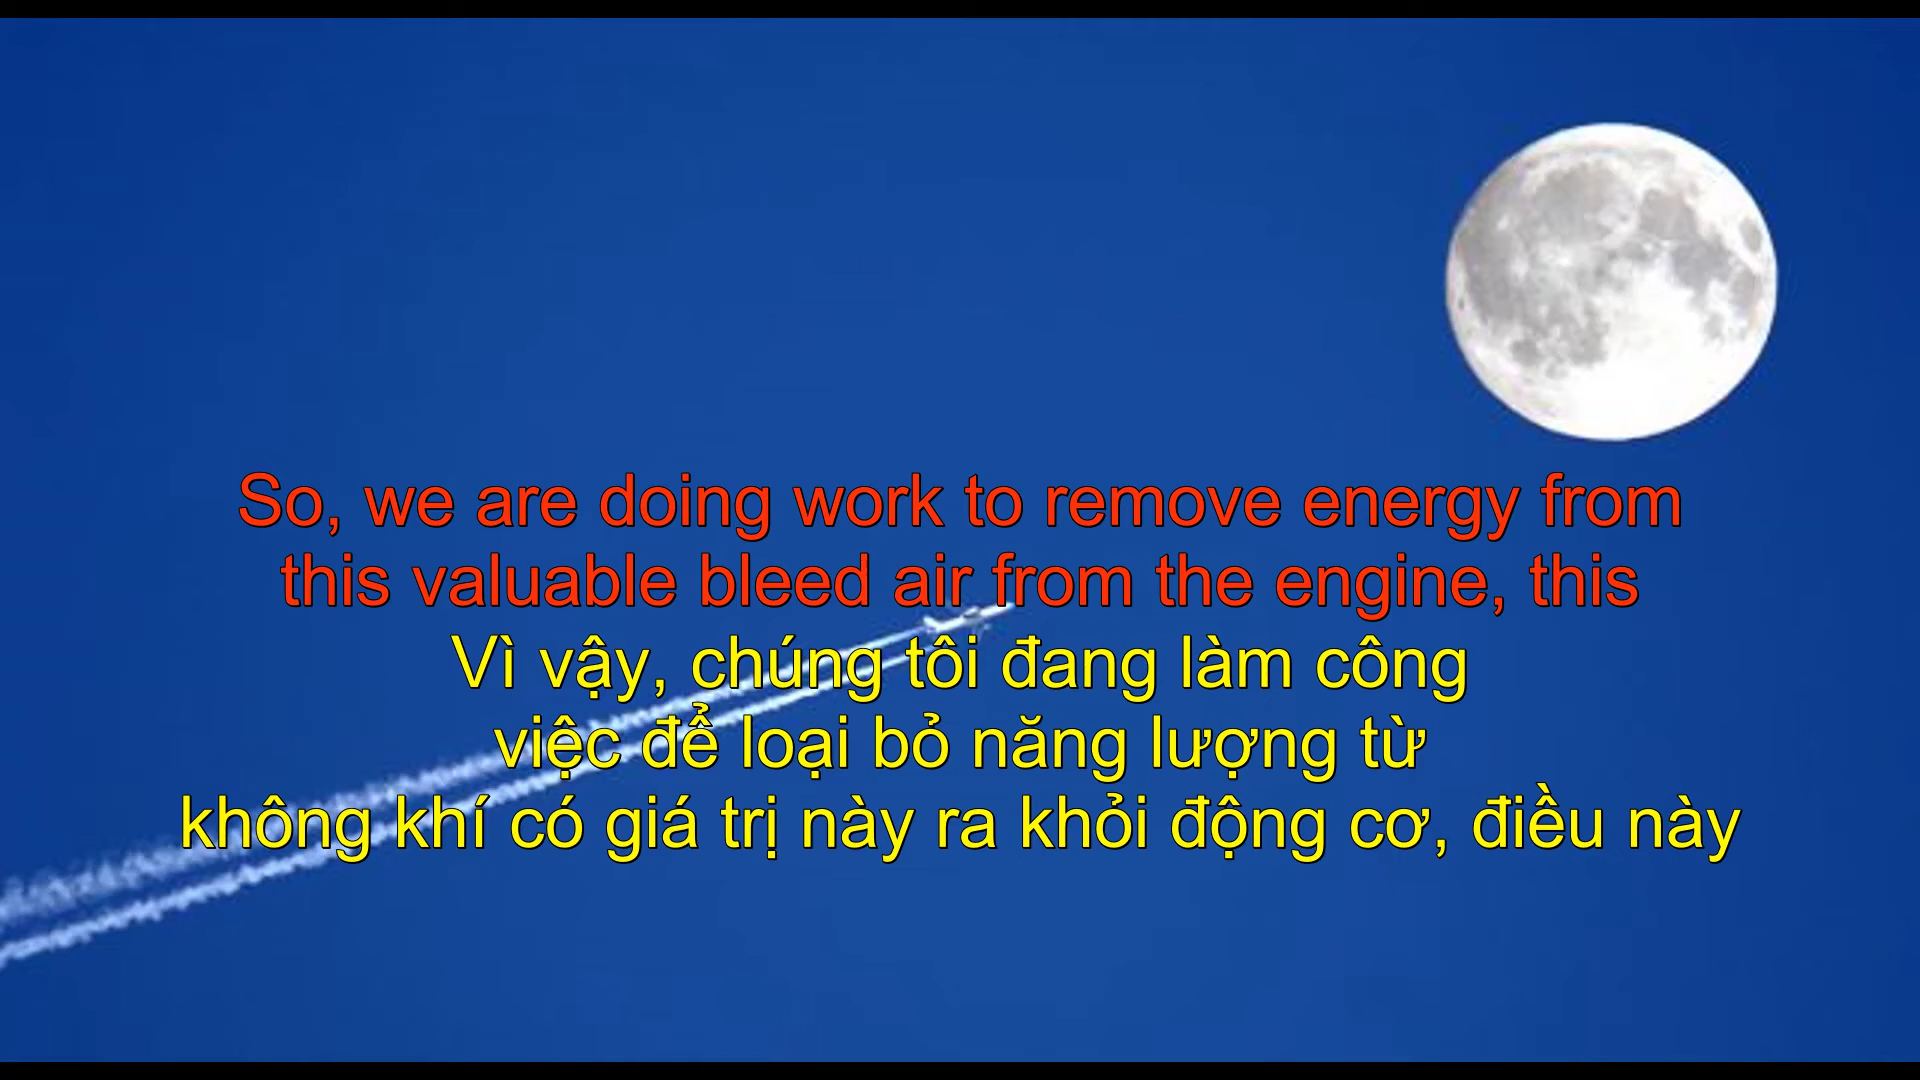 So, we are doing work to remove energy from
this valuable bleed air from the engine, this
Vì vậy, chúng tôi đang làm công
việc để loại bỏ năng lượng từ
không khí có giá trị này ra khỏi động cơ, điều này